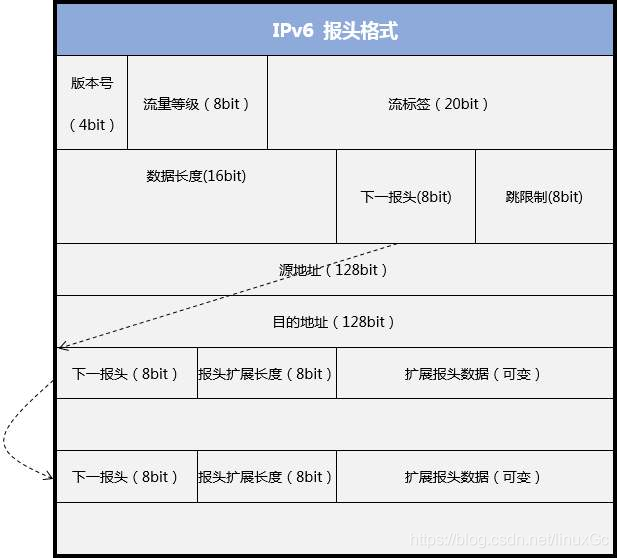 IPv6 报头格式
版本号
（4bit）
流量等级（8bit）
流标签（20bit）
数据长度(16bit)
下一报头(8bit)
跳限制(8bit)
源地址（128bit）
目的地址（128bit）
下一报头（8bit）
报头扩展长度（8bit）
扩展报头数据（可变）
下一报头（8bit）
报头扩展长度（8bit）
扩展报头数据（可变）
https://blog.csdn.net/linuxGc